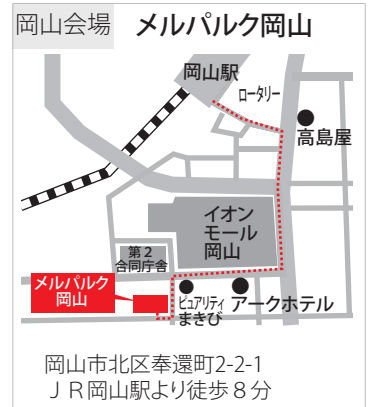 岡山会場 メルパルク岡山
岡山駅
ロータリー
高島屋
イオン
モール
岡山
第2
合同庁舎
メルパルク
岡山
ピュアリティ
まきび
アークホテル
岡山市北区奉還町2-2-1
ＪＲ岡山駅より徒歩８分